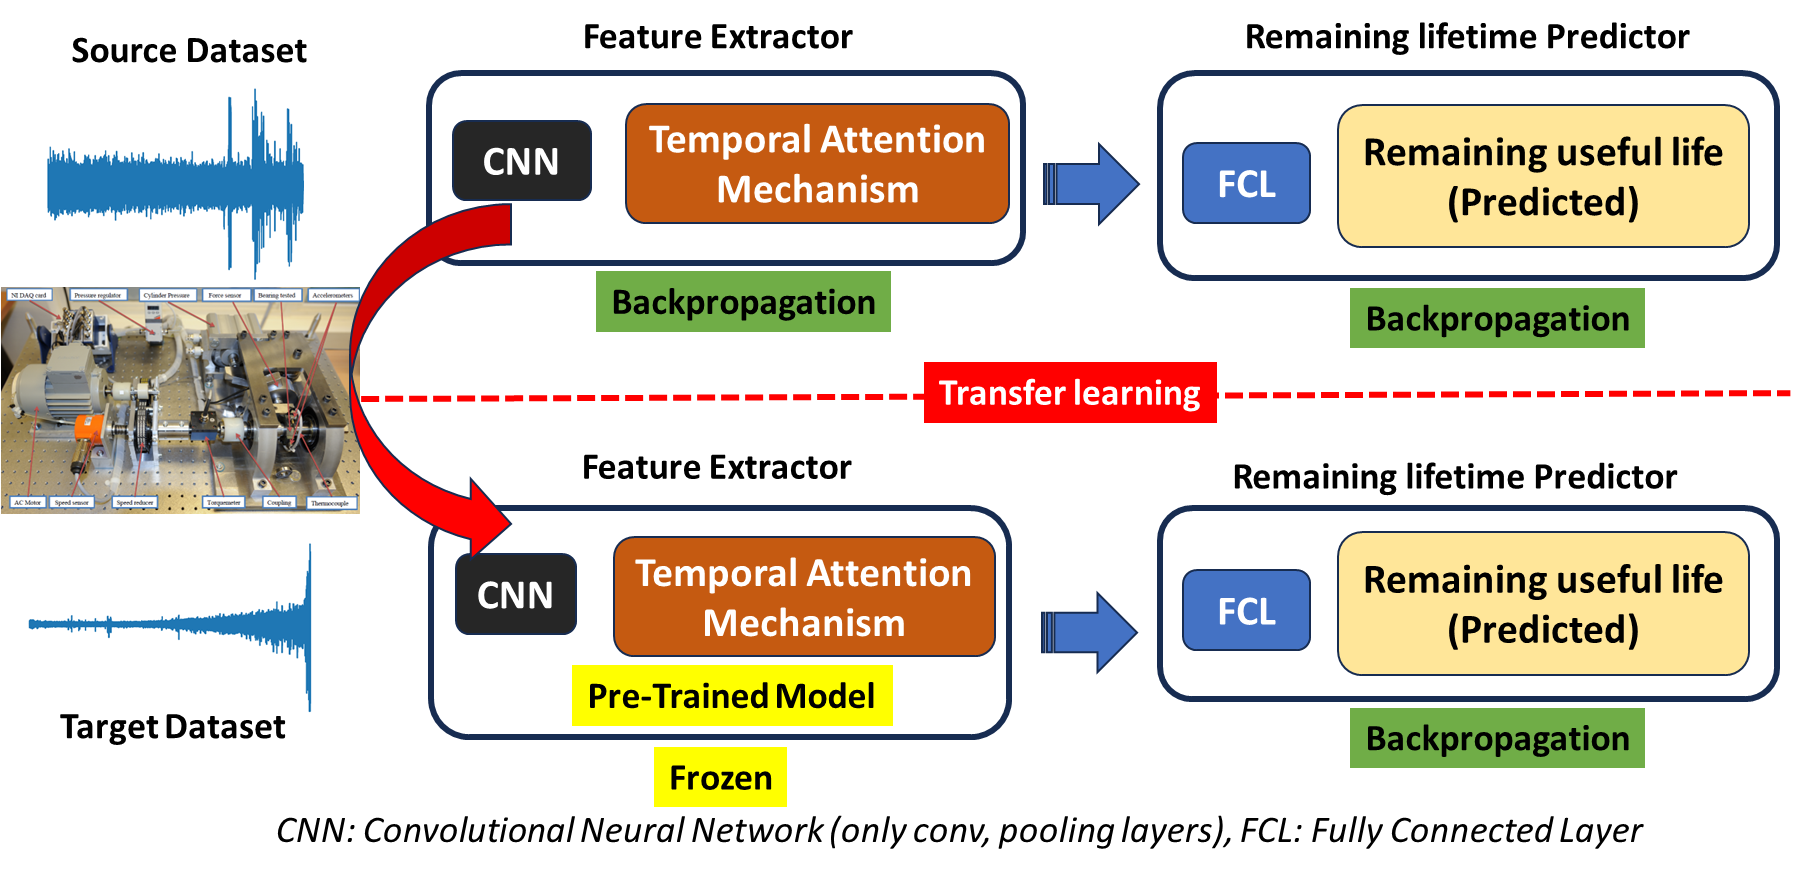 Source Dataset
Feature Extractor
Remaining lifetime Predictor
CNN
Temporal Attention
Mechanism
FCL
Remaining useful life
(Predicted)
Backpropagation
Backpropagation
NI DAQ card
Pressure regulator
Cylinder Pressure
Force sensor
Bearing tested
Accelerometers
Transfer learning
AC Motor
Speed sensor
Speed reducer
Torquemeter
Coupling
Thermocouple
Feature Extractor
Remaining lifetime Predictor
CNN
Temporal Attention
Mechanism
Pre-Trained Model
Frozen
FCL
Remaining useful life
(Predicted)
Backpropagation
Target Dataset
CNN: Convolutional Neural Network (only conv, pooling layers), FCL: Fully Connected Layer